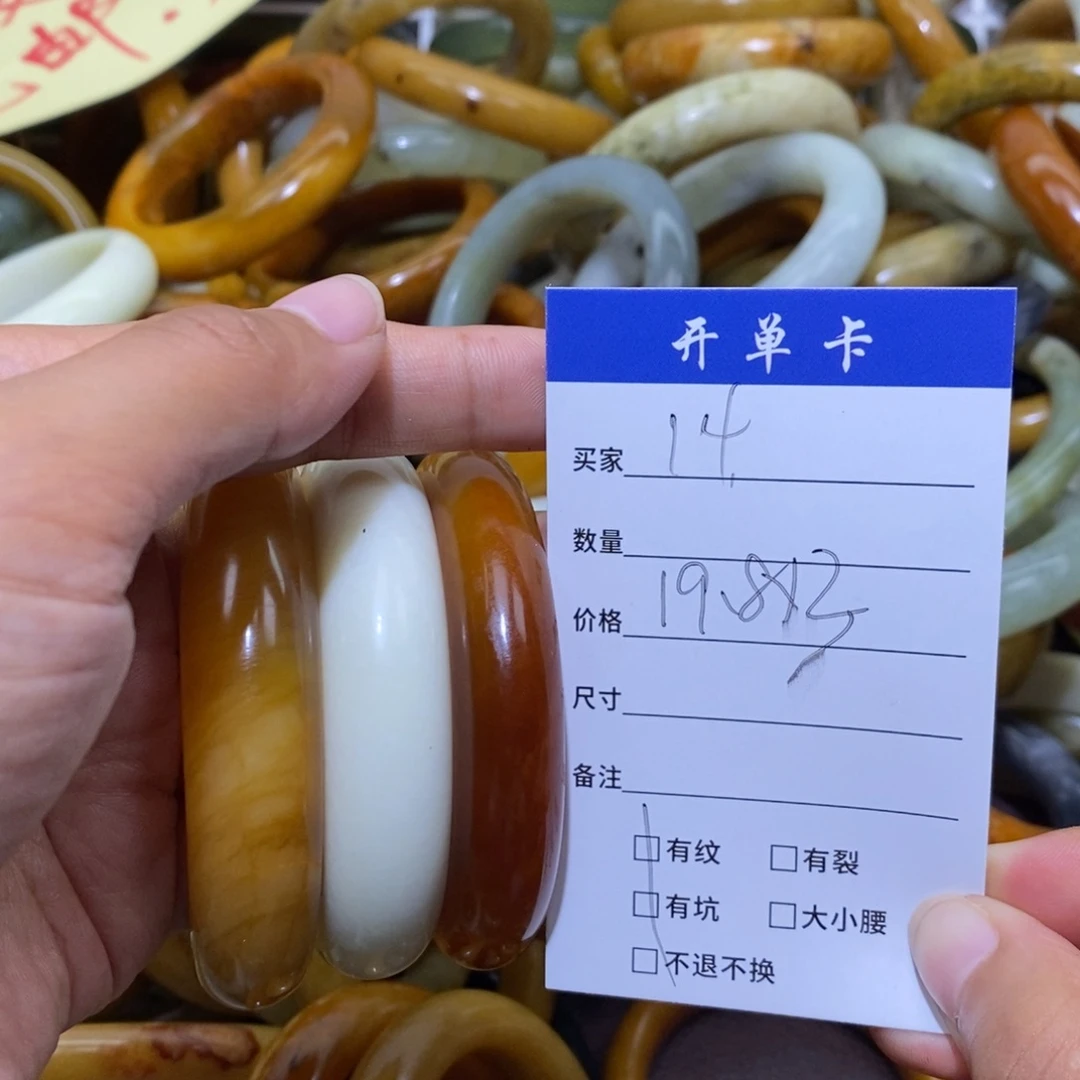 邮
开单卡
买家 14
数量
价格 19.8
尺寸
备注
□有纹 □有裂
□有坑 □大小腰
□不退不换